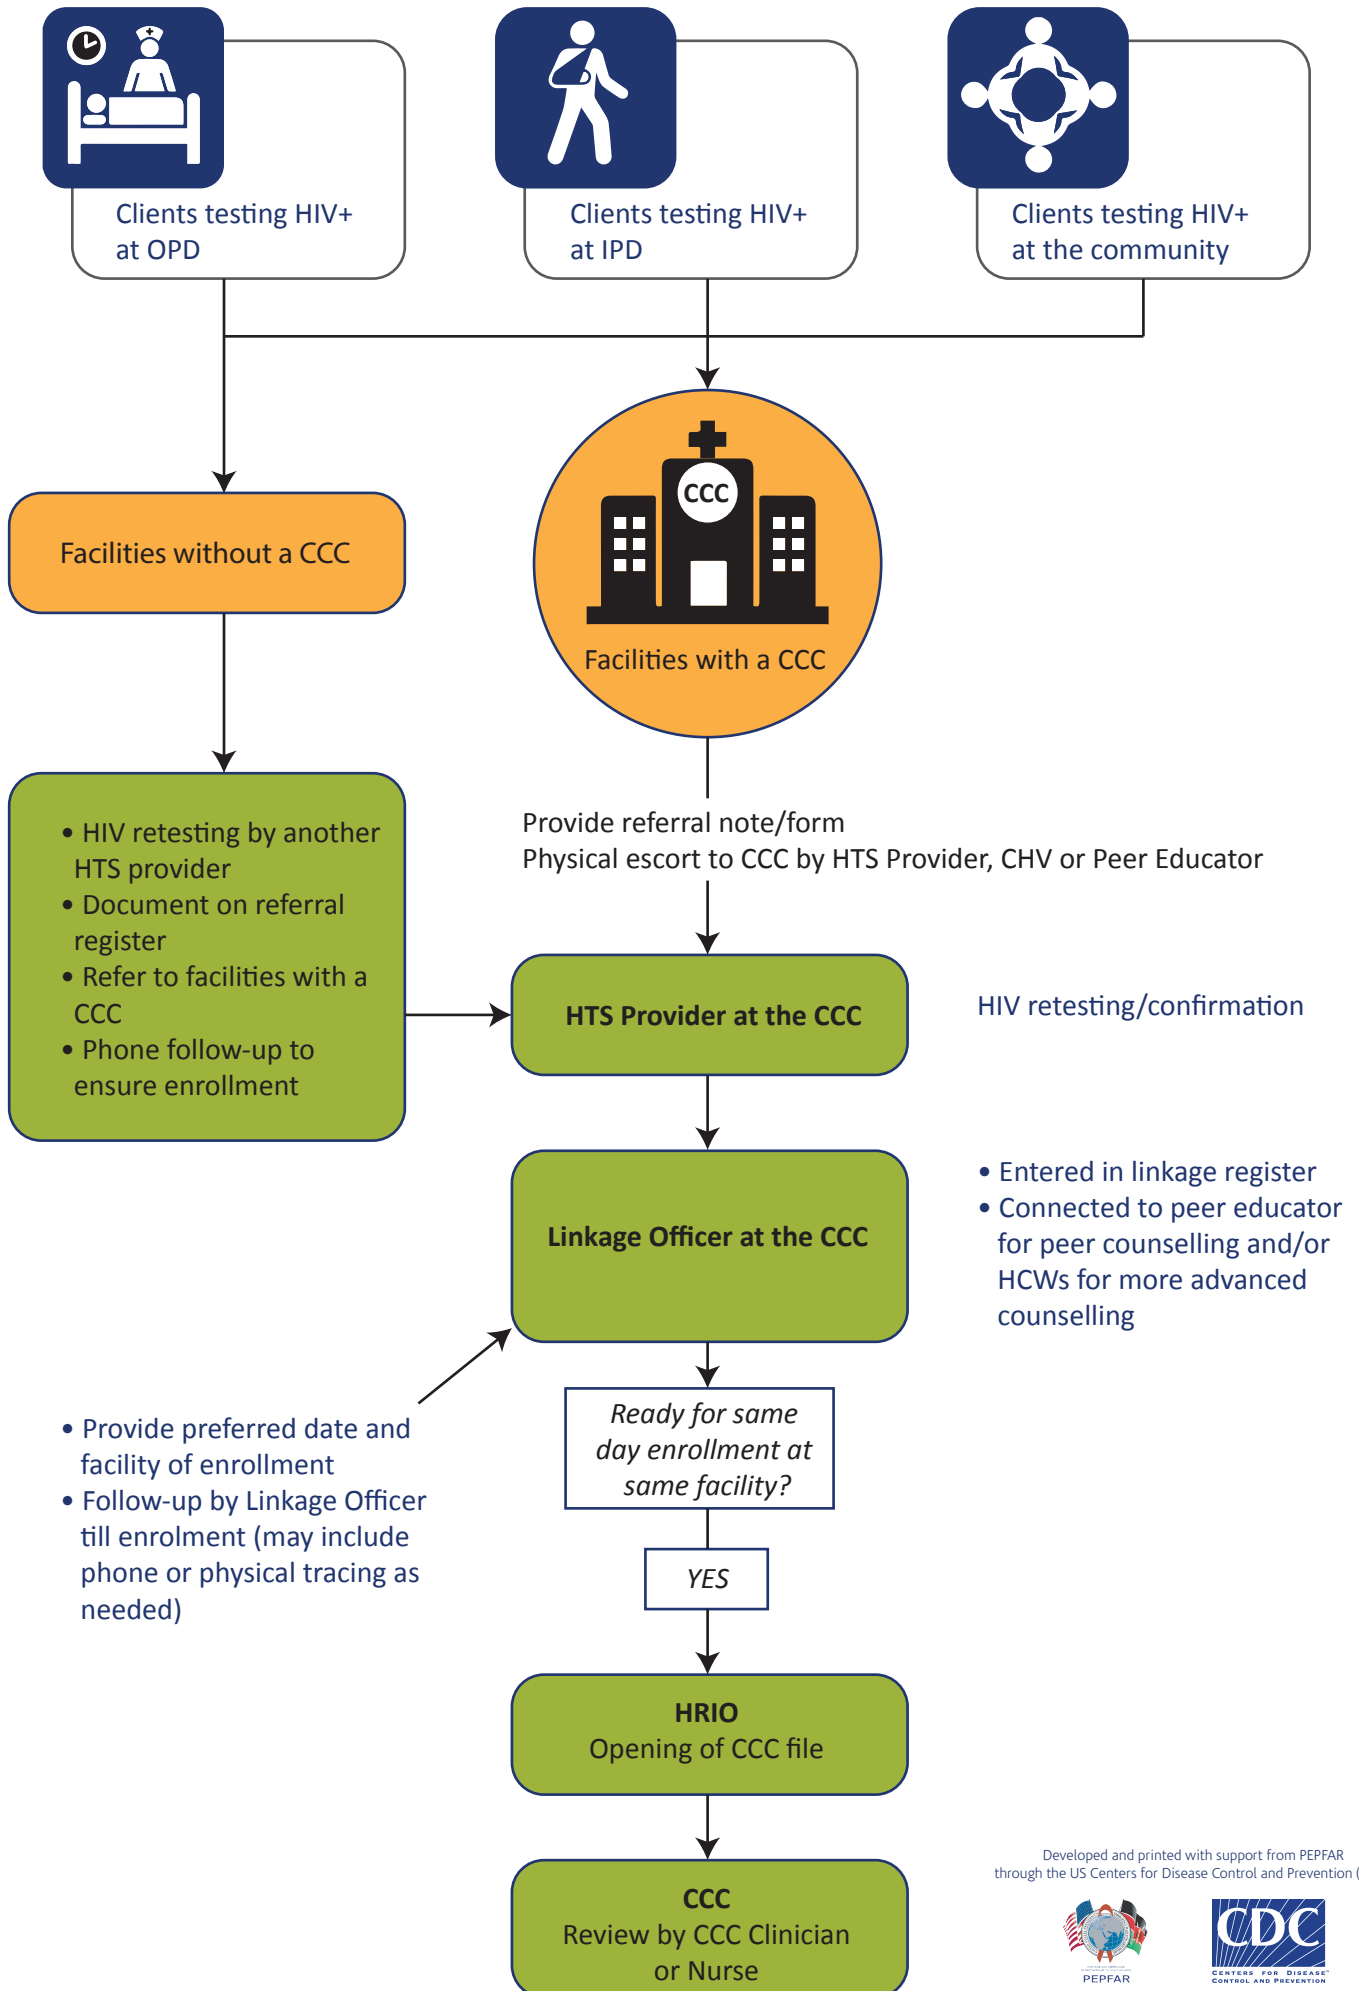 Clients testing HIV+
at OPD
Clients testing HIV+
at IPD
Clients testing HIV+
at the community
CCC
Facilities without a CCC
Facilities with a CCC
• HIV retesting by another
HTS provider
• Document on referral
register
• Refer to facilities with a
CCC
• Phone follow-up to
ensure enrollment
Provide referral note/form
Physical escort to CCC by HTS Provider, CHV or Peer Educator
HTS Provider at the CCC
HIV retesting/confirmation
Linkage Officer at the CCC
• Entered in linkage register
• Connected to peer educator
for peer counselling and/or
HCWs for more advanced
counselling
• Provide preferred date and
facility of enrollment
• Follow-up by Linkage Officer
till enrolment (may include
phone or physical tracing as
needed)
Ready for same
day enrollment at
same facility?
YES
HRIO
Opening of CCC file
CCC
Review by CCC Clinician
or Nurse
Developed and printed with support from PEPFAR
through the US Centers for Disease Control and Prevention (
PEPFAR
CDC
CENTERS FOR DISEASE™
CONTROL AND PREVENTION